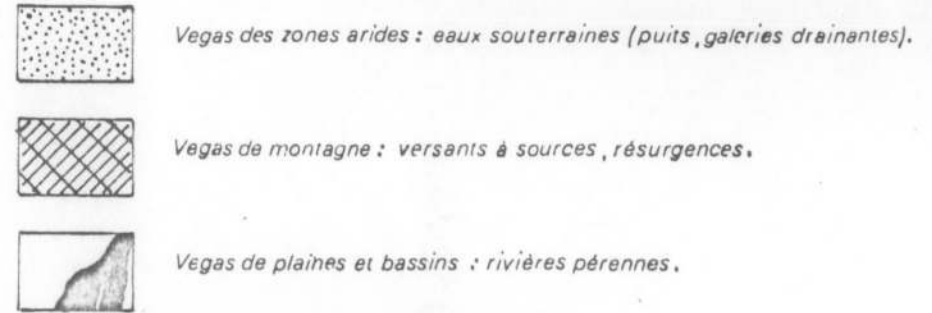 Vegas des zones arides : eaux souterraines (puits, galeries drainantes).
Vegas de montagne : versants à sources, résurgences.
Vegas de plaines et bassins : rivières pérennes.